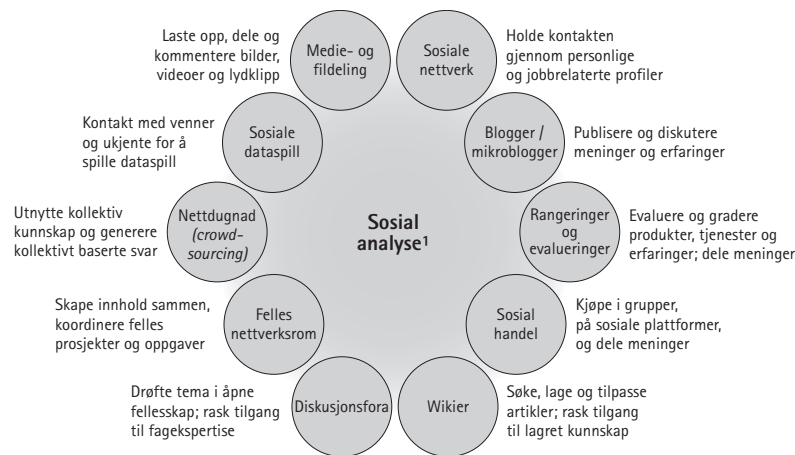 Laste opp, dele og
kommentere bilder,
videoer og lydklipp
Medie- og
fildeling
Sosiale
nettverk
Holde kontakten
gjennom personlige
og jobbrelaterte profiler
Kontakt med venner
og ukjente for å
spille dataspill
Sosiale
dataspill
Blogger /
mikroblogger
Publisere og diskutere
meninger og erfaringer
Utnytte kollektiv
kunnskap og generere
kollektivt baserte svar
Nettdugnad
(crowd-
sourcing)
Sosial
analyse¹
Rangeringer
og
evalueringer
Evaluere og gradere
produkter, tjenester og
erfaringer; dele meninger
Skape innhold sammen,
koordinere felles
prosjekter og oppgaver
Felles
nettverksrom
Sosial
handel
Kjøpe i grupper,
på sosiale plattformer,
og dele meninger
Drøfte tema i åpne
fellesskap; rask tilgang
til fagekspertise
Diskusjonsfora
Wikier
Søke, lage og tilpasse
artikler; rask tilgang
til lagret kunnskap